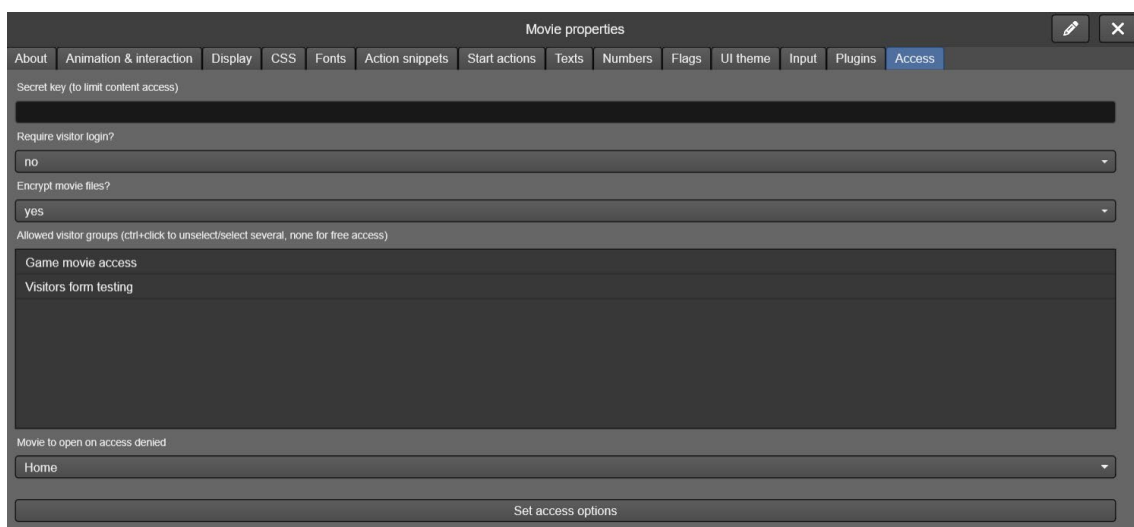 Movie properties
About Animation & interaction Display CSS Fonts Action snippets Start actions Texts Numbers Flags UI theme Input Plugins Access
Secret key (to limit content access)
Require visitor login?
no
Encrypt movie files?
yes
Allowed visitor groups (ctrl+click to unselect/select several, none for free access)
Game movie access
Visitors form testing
Movie to open on access denied
Home
Set access options